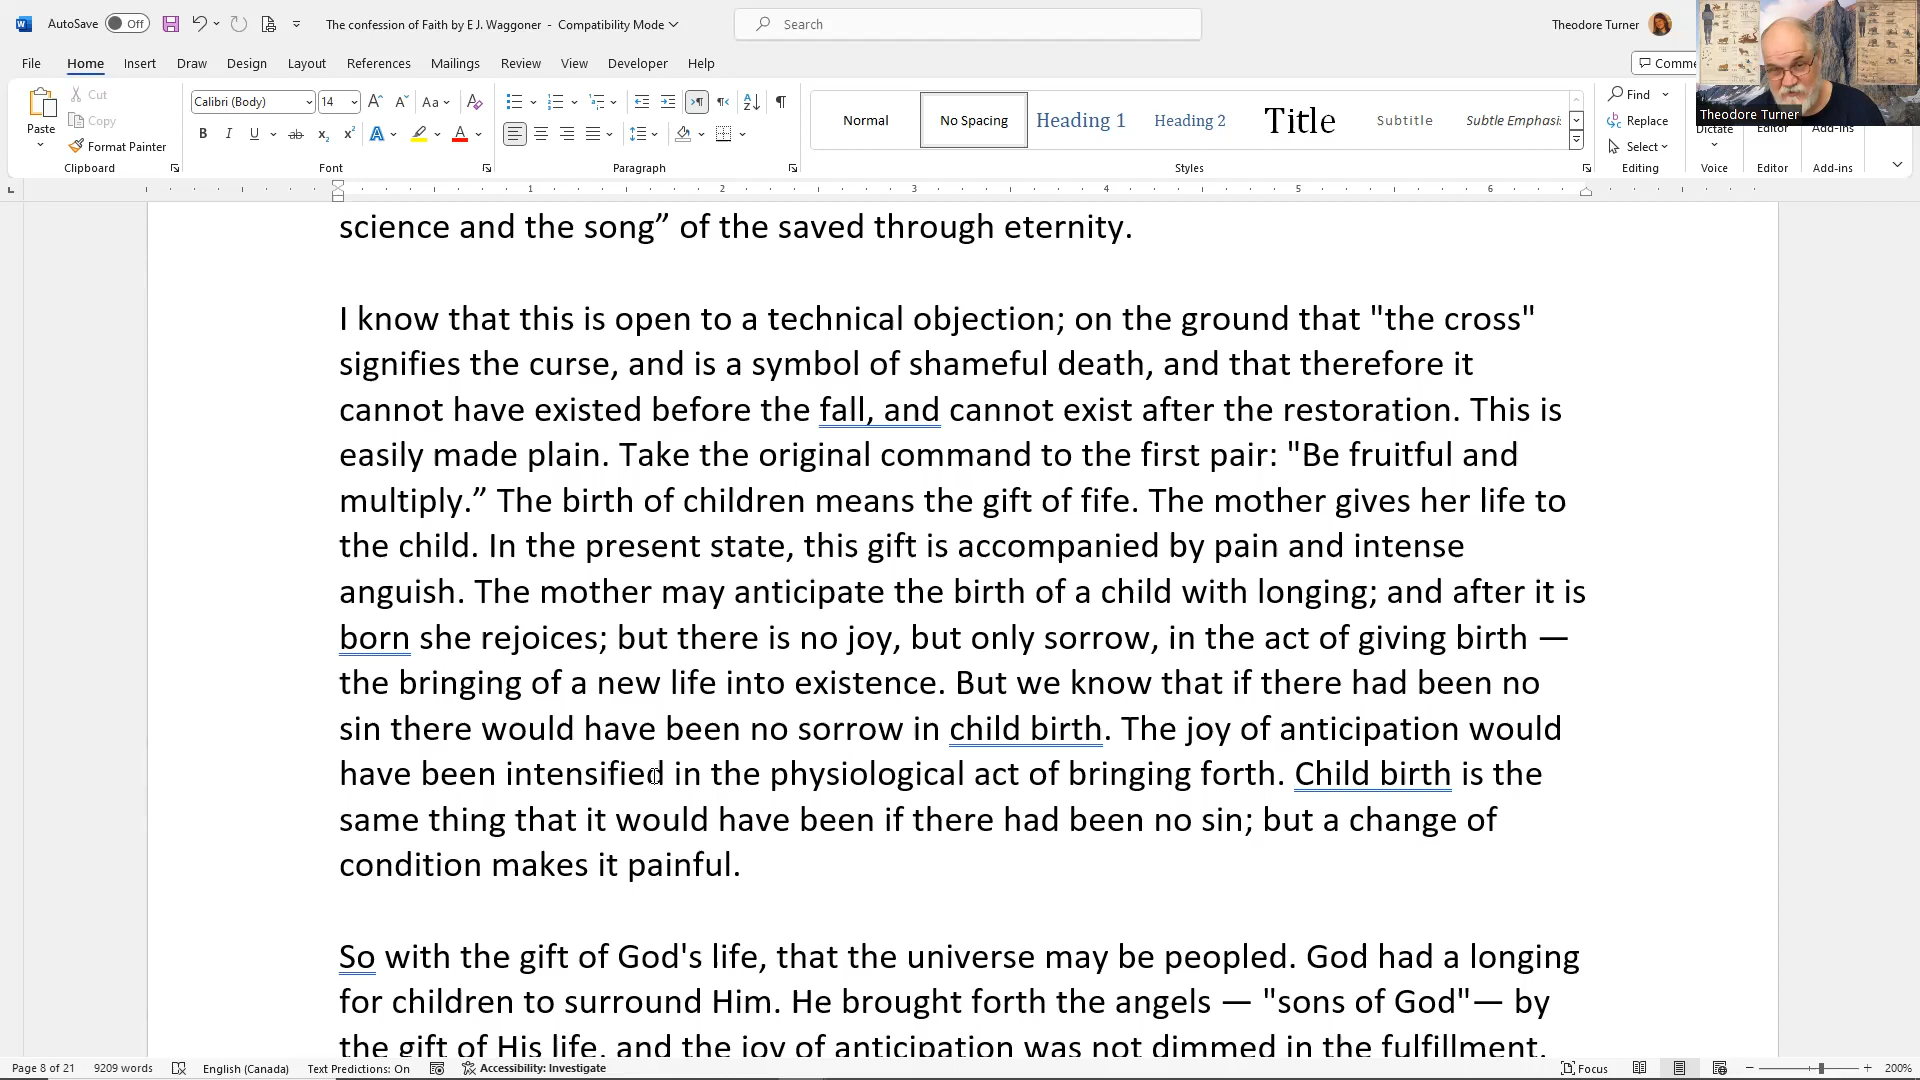 AutoSave Off The confession of Faith by E J. Waggoner - Compatibility Mode Search Theodore Turner
File Home Insert Draw Design Layout References Mailings Review View Developer Help Comme
Calibri (Body) 14 Aa Normal No Spacing Heading 1 Heading 2 Title Subtitle Subtle Emphasi
Cut
Copy
Paste Format Painter
Find
Replace
Select
Theodore Turner
Dictate Editor Add-ins
Clipboard Font Paragraph Styles Editing Voice Editor Add-ins
1 2 3 4 5 6
science and the song” of the saved through eternity.
I know that this is open to a technical objection; on the ground that "the cross"
signifies the curse, and is a symbol of shameful death, and that therefore it
cannot have existed before the fall, and cannot exist after the restoration. This is
easily made plain. Take the original command to the first pair: "Be fruitful and
multiply.” The birth of children means the gift of fife. The mother gives her life to
the child. In the present state, this gift is accompanied by pain and intense
anguish. The mother may anticipate the birth of a child with longing; and after it is
born she rejoices; but there is no joy, but only sorrow, in the act of giving birth —
the bringing of a new life into existence. But we know that if there had been no
sin there would have been no sorrow in child birth. The joy of anticipation would
have been intensified in the physiological act of bringing forth. Child birth is the
same thing that it would have been if there had been no sin; but a change of
condition makes it painful.
So with the gift of God's life, that the universe may be peopled. God had a longing
for children to surround Him. He brought forth the angels — "sons of God"— by
the gift of His life, and the joy of anticipation was not dimmed in the fulfillment.
Page 8 of 21 9209 words English (Canada) Text Predictions: On Accessibility: Investigate Focus 200%